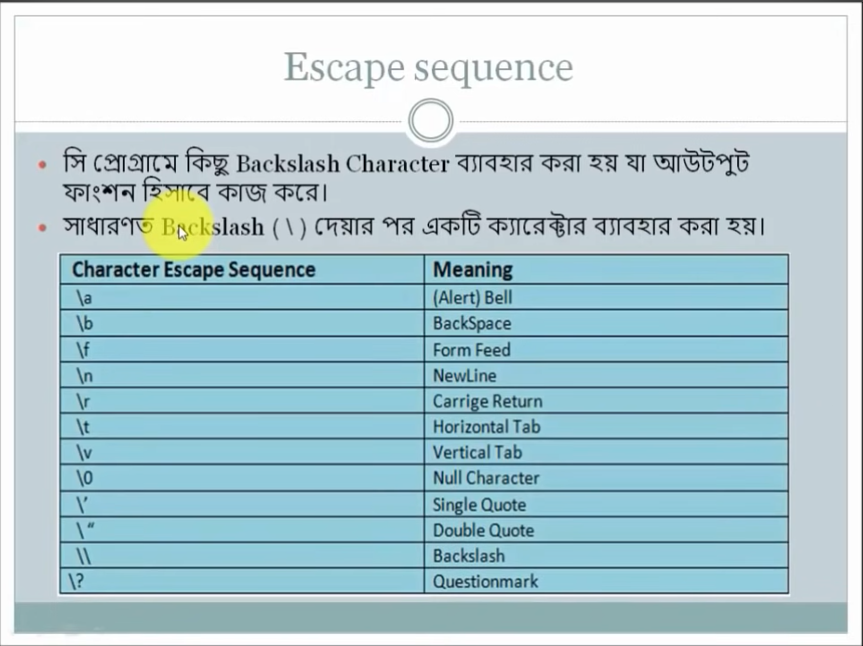 Escape sequence
• সি প্রোগ্রামে কিছু Backslash Character ব্যাবহার করা হয় যা আউটপুট
ফাংশন হিসাবে কাজ করে।
• সাধারণত Backslash ( \ ) দেয়ার পর একটি ক্যারেক্টার ব্যাবহার করা হয়।
Character Escape Sequence Meaning
\a (Alert) Bell
\b BackSpace
\f Form Feed
\n NewLine
\r Carrige Return
\t Horizontal Tab
\v Vertical Tab
\0 Null Character
\’ Single Quote
\“ Double Quote
\\ Backslash
\? Questionmark